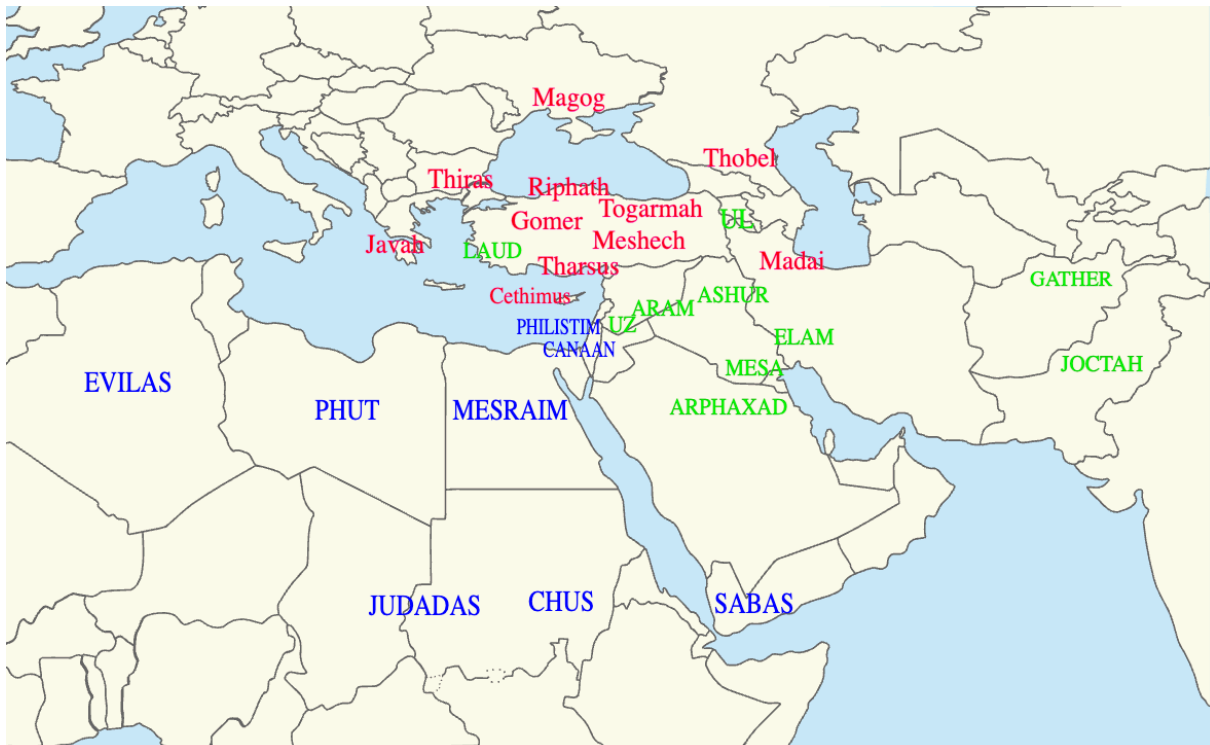 Magog
Thobel
Thiras
Riphath
Togarmah
Gomer
UL
Javah
LAUD
Meshech
Madai
Tharsus
GATHER
Cethimus
ASHUR
ARAM
PHILISTIM
UZ
ELAM
CANAAN
MESA
JOCTAH
EVILAS
PHUT
MESRAIM
ARPHAXAD
JUDADAS
CHUS
SABAS